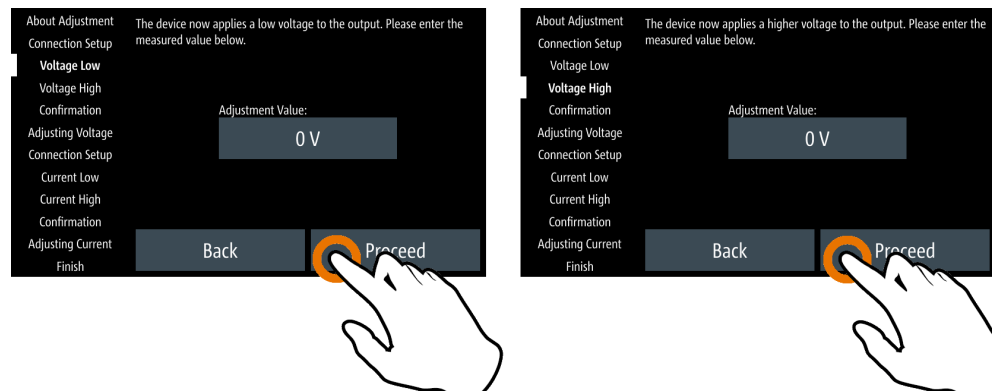 About Adjustment
Connection Setup
Voltage Low
Voltage High
Confirmation
Adjusting Voltage
Connection Setup
Current Low
Current High
Confirmation
Adjusting Current
Finish
The device now applies a low voltage to the output. Please enter the
measured value below.
Adjustment Value:
0 V
Back
Proceed
About Adjustment
Connection Setup
Voltage Low
Voltage High
Confirmation
Adjusting Voltage
Connection Setup
Current Low
Current High
Confirmation
Adjusting Current
Finish
The device now applies a higher voltage to the output. Please enter the
measured value below.
Adjustment Value:
0 V
Back
Proceed